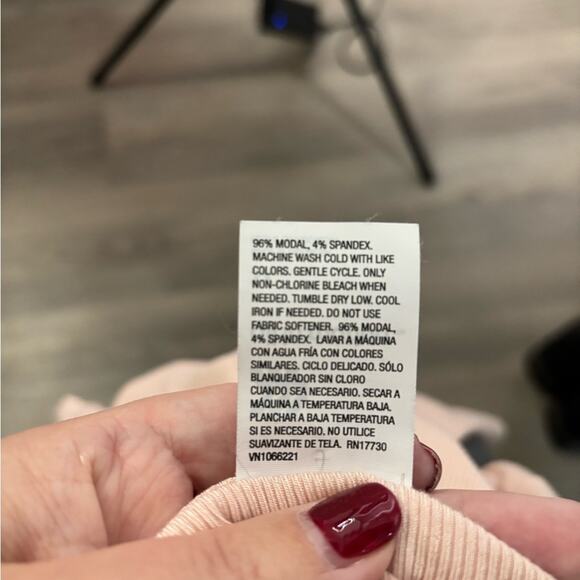 96% MODAL, 4% SPANDEX.
MACHINE WASH COLD WITH LIKE
COLORS. GENTLE CYCLE. ONLY
NON-CHLORINE BLEACH WHEN
NEEDED. TUMBLE DRY LOW. COOL
IRON IF NEEDED. DO NOT USE
FABRIC SOFTENER. 96% MODAL,
4% SPANDEX. LAVAR A MÁQUINA
CON AGUA FRÍA CON COLORES
SIMILARES. CICLO DELICADO. SÓLO
BLANQUEADOR SIN CLORO
CUANDO SEA NECESARIO. SECAR A
MÁQUINA A TEMPERATURA BAJA.
PLANCHAR A BAJA TEMPERATURA
SI ES NECESARIO. NO UTILICE
SUAVIZANTE DE TELA. RN17730
VN1066221